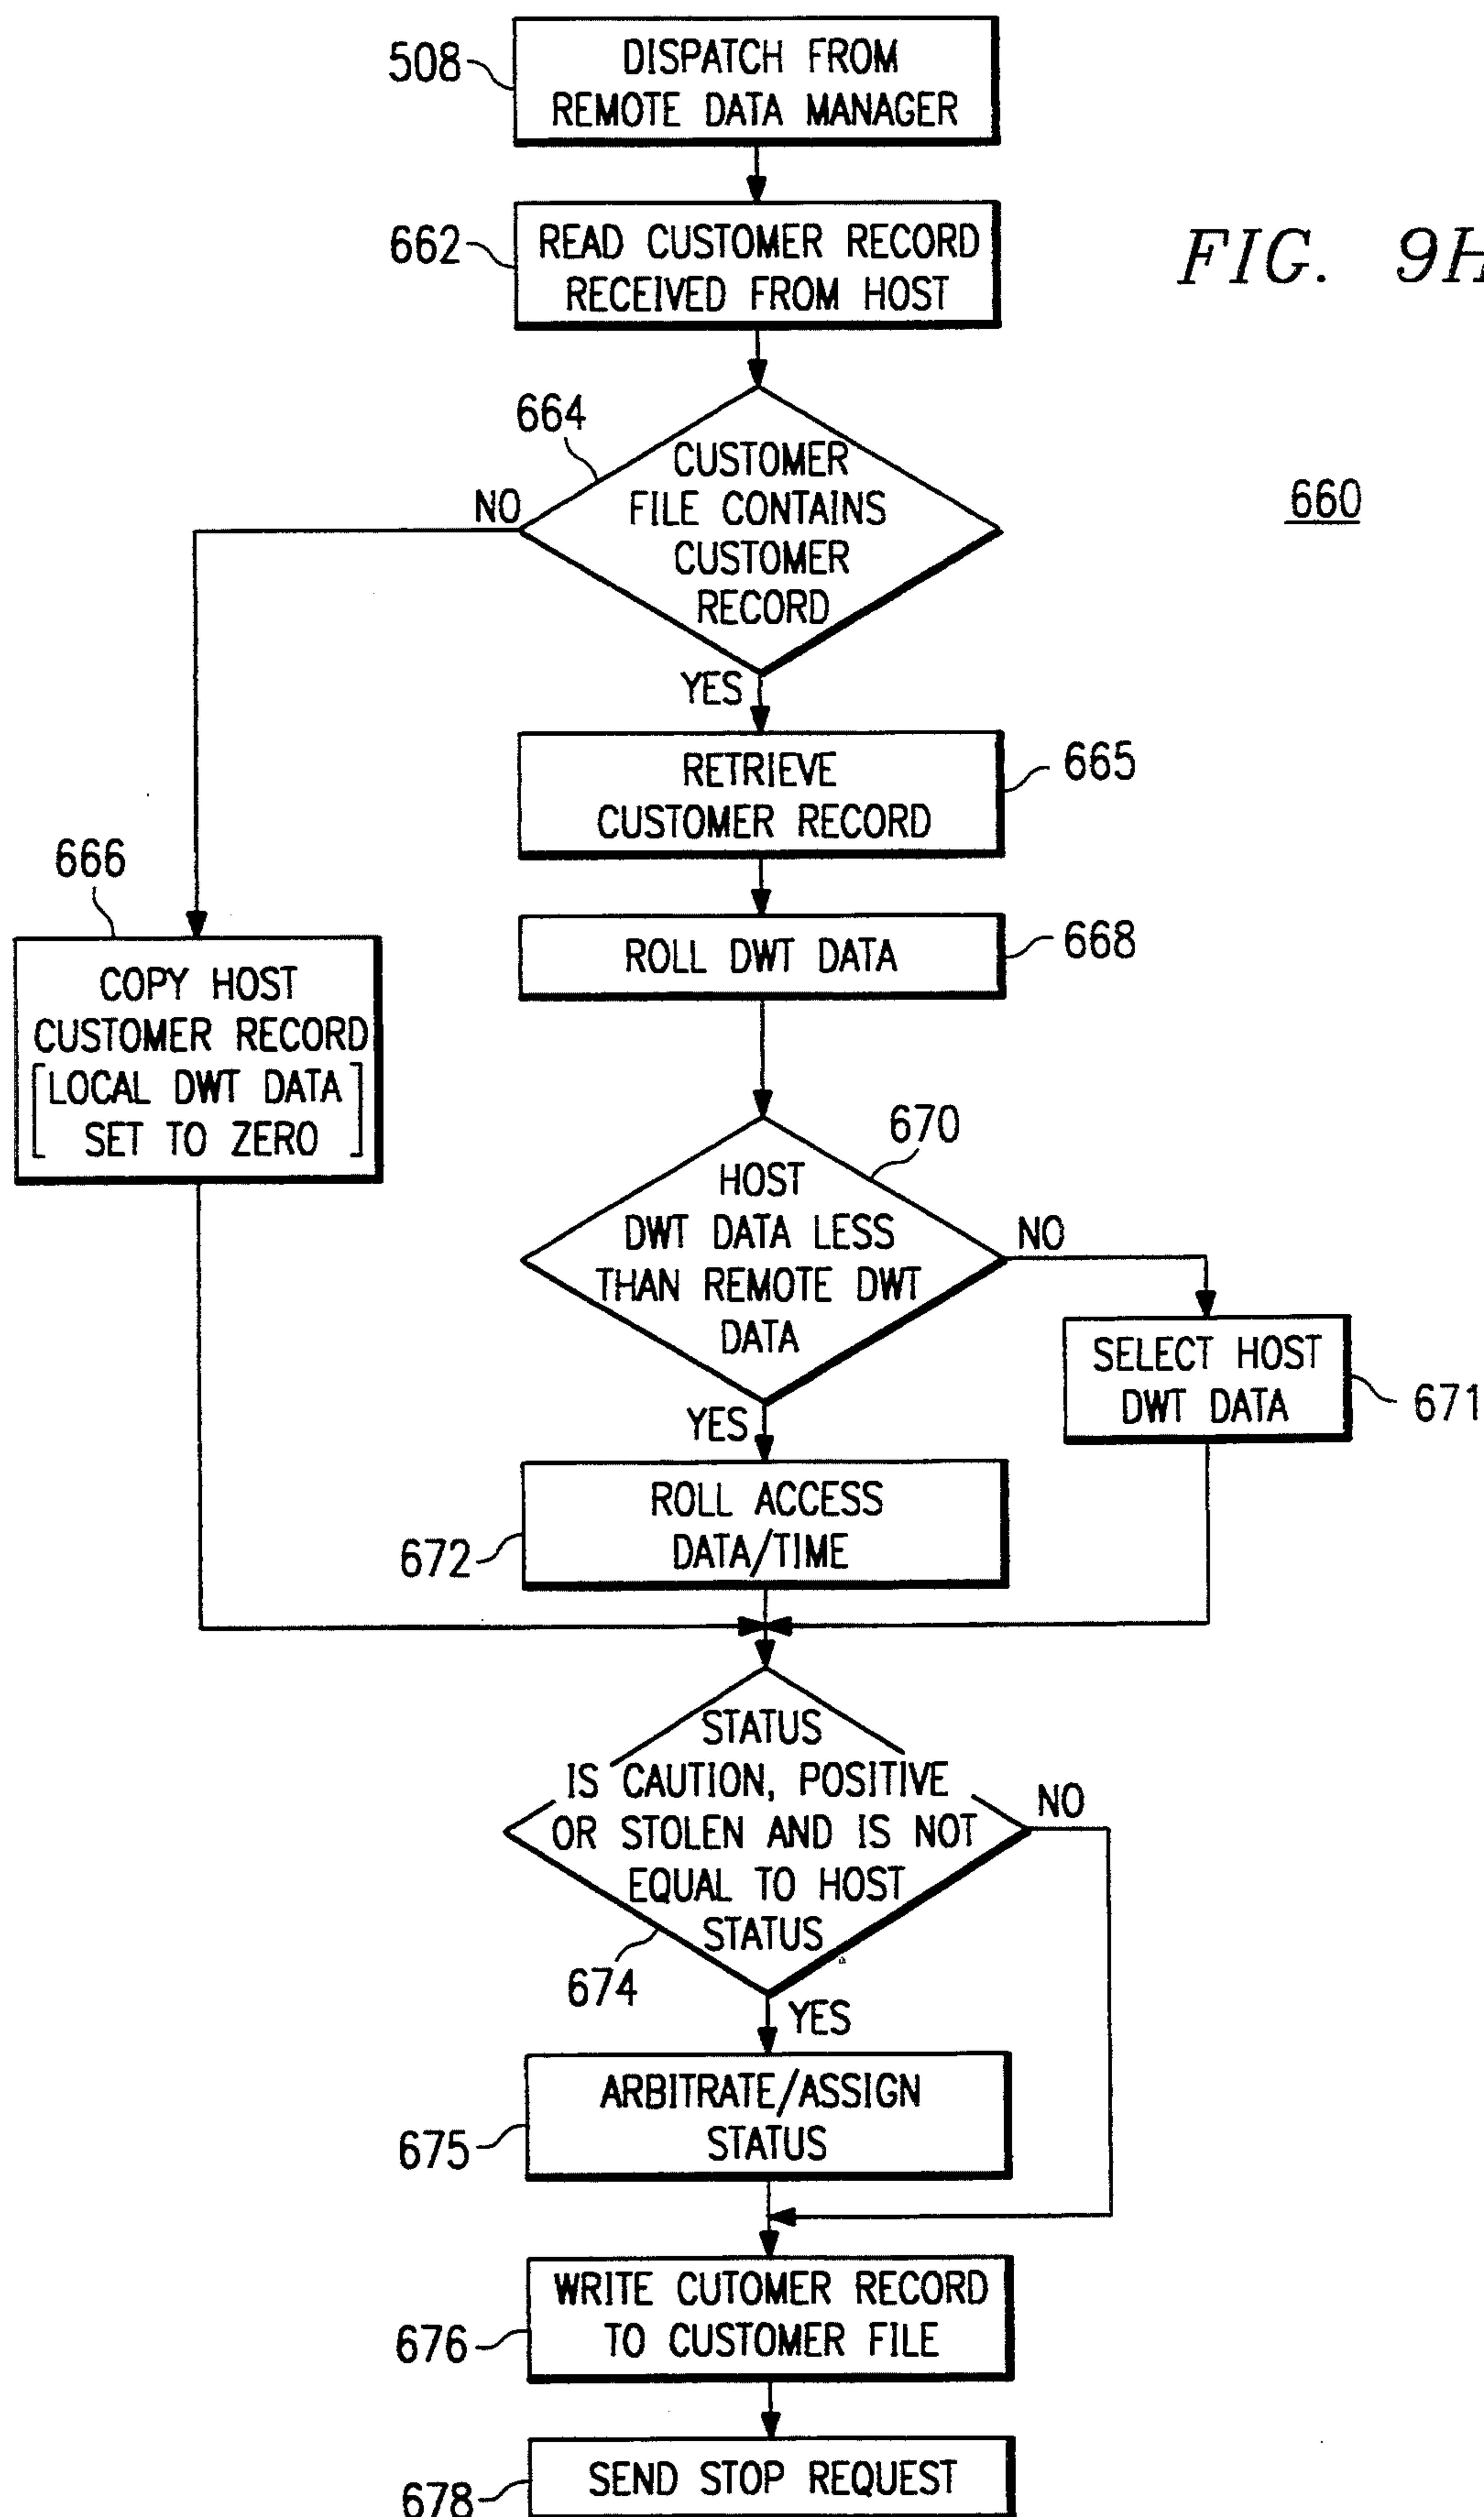 508
DISPATCH FROM
REMOTE DATA MANAGER
662
READ CUSTOMER RECORD
RECEIVED FROM HOST
FIG. 9H
664
CUSTOMER
FILE CONTAINS
CUSTOMER
RECORD
NO
660
YES
RETRIEVE
CUSTOMER RECORD
665
666
ROLL DWT DATA
668
COPY HOST
CUSTOMER RECORD
[LOCAL DWT DATA
SET TO ZERO]
670
HOST
DWT DATA LESS
THAN REMOTE DWT
DATA
NO
SELECT HOST
DWT DATA
671
YES
ROLL ACCESS
DATA/TIME
672
STATUS
IS CAUTION, POSITIVE
OR STOLEN AND IS NOT
EQUAL TO HOST
STATUS
NO
674
YES
ARBITRATE/ASSIGN
STATUS
675
WRITE CUTOMER RECORD
TO CUSTOMER FILE
676
SEND STOP REQUEST
678